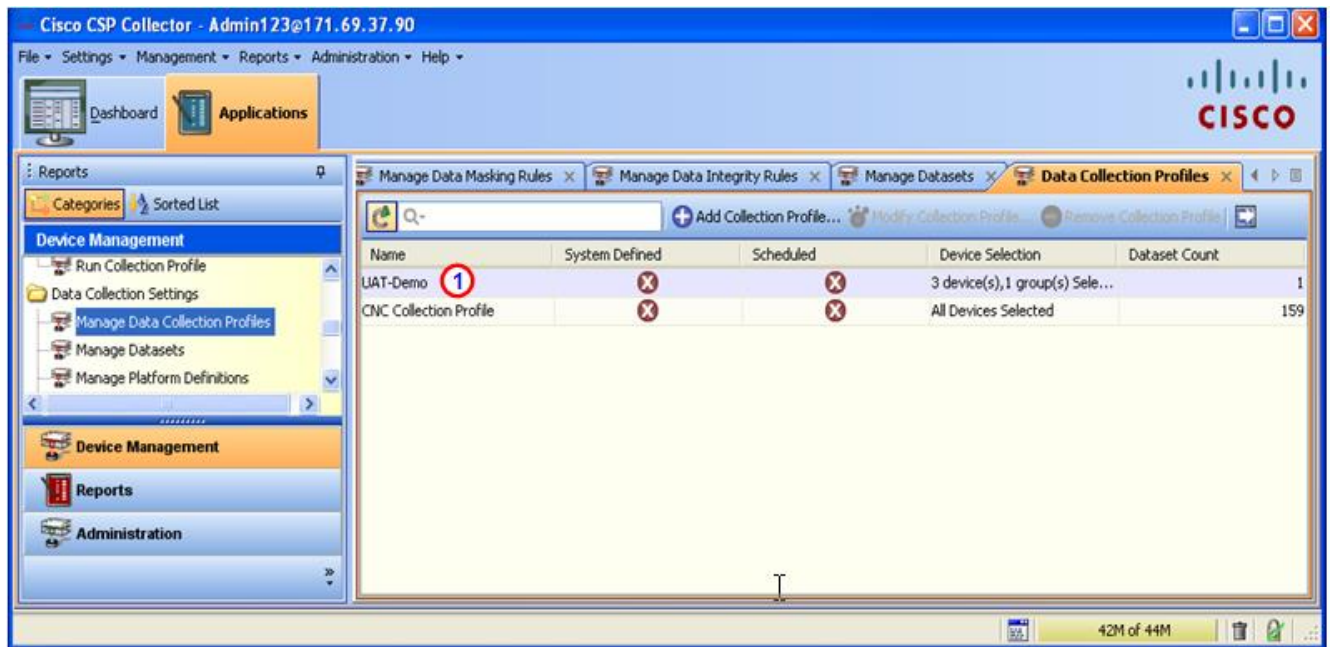 Cisco CSP Collector - Admin123@171.69.37.90
File Settings Management Reports Administration Help
Dashboard Applications
CISCO
Reports
Manage Data Masking Rules Manage Data Integrity Rules Manage Datasets Data Collection Profiles
Categories Sorted List
Add Collection Profile... Modify Collection Profile... Remove Collection Profile
Device Management
Name System Defined Scheduled Device Selection Dataset Count
Run Collection Profile
UAT-Demo 1 3 device(s),1 group(s) Sele... 1
Data Collection Settings
CNC Collection Profile All Devices Selected 159
Manage Data Collection Profiles
Manage Datasets
Manage Platform Definitions
Device Management
Reports
Administration
42M of 44M